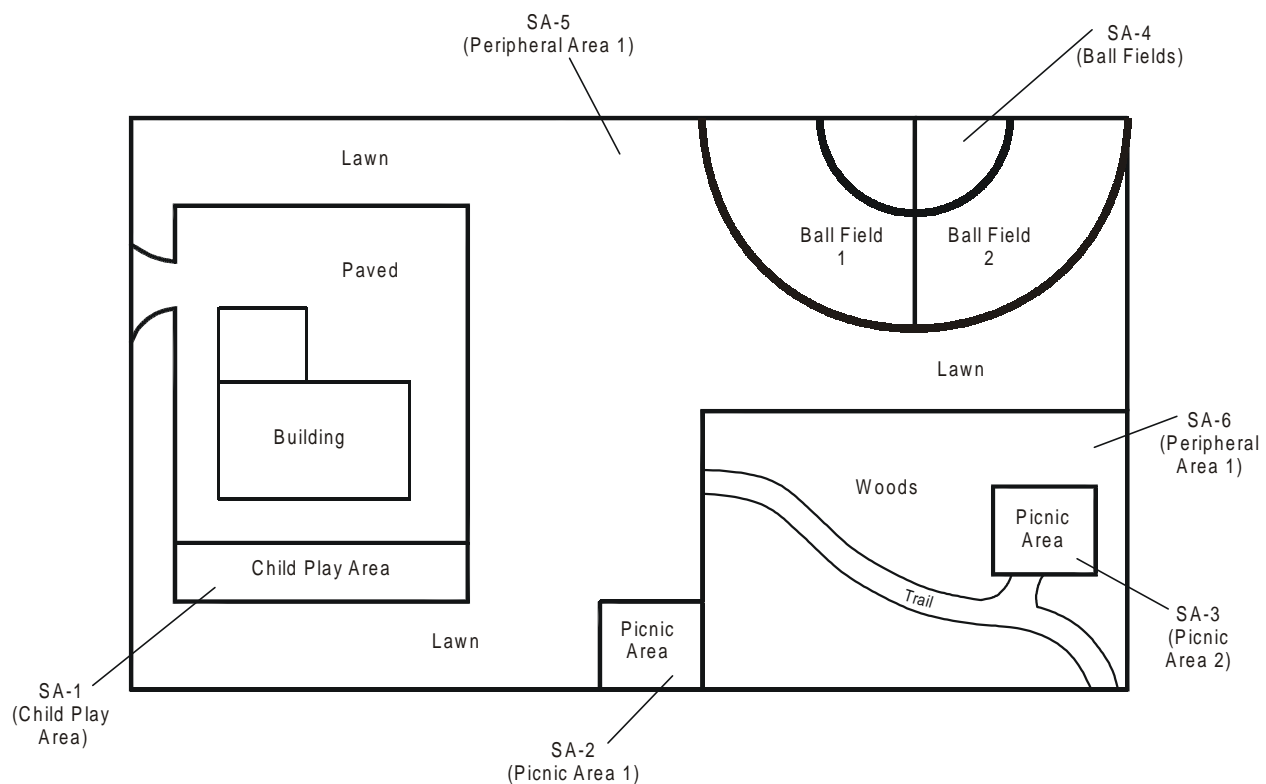 SA-5
(Peripheral Area 1)
SA-4
(Ball Fields)
Lawn
Paved
Ball Field
1
Ball Field
2
Lawn
SA-6
(Peripheral
Area 1)
Building
Woods
Picnic
Area
Child Play Area
Trail
SA-3
(Picnic
Area 2)
Lawn
Picnic
Area
SA-1
(Child Play
Area)
SA-2
(Picnic Area 1)